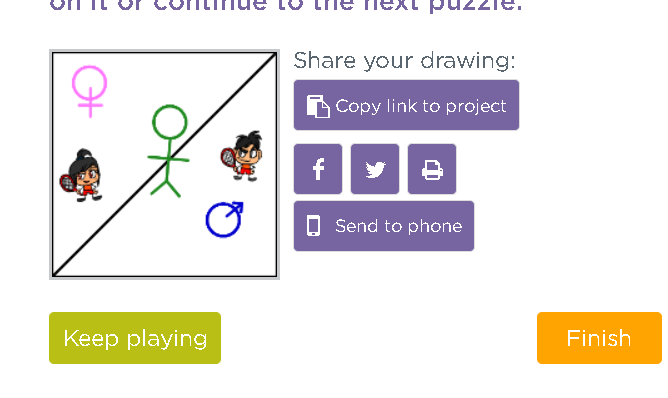 on it or continue to the next puzzle.
Share your drawing:
Copy link to project
f
Send to phone
Keep playing
Finish